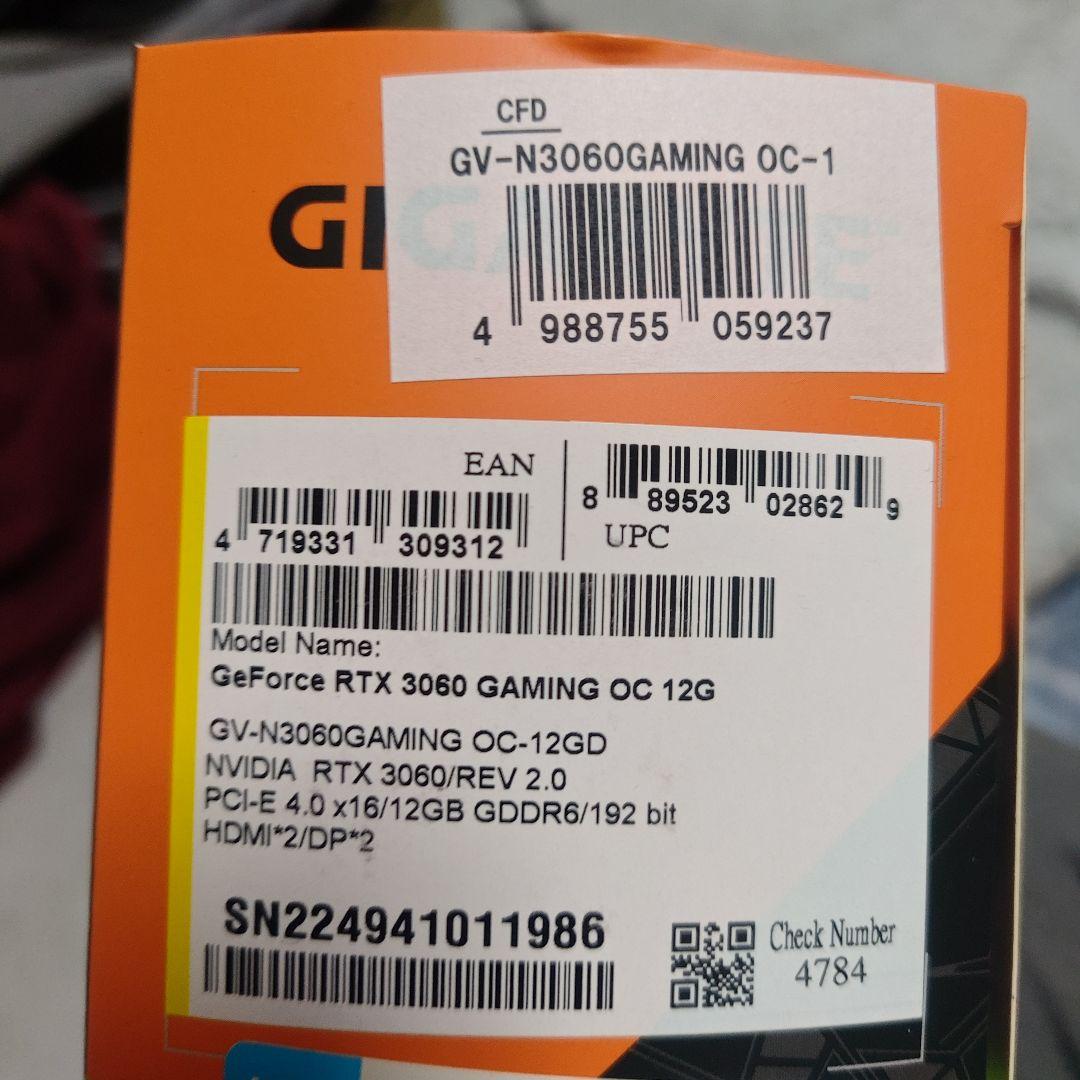 CFD
GV-N3060GAMING OC-1
4 988755 059237
EAN
4 719331 309312
8 89523 02862 9
UPC
Model Name:
GeForce RTX 3060 GAMING OC 12G
GV-N3060GAMING OC-12GD
NVIDIA RTX 3060/REV 2.0
PCI-E 4.0 x16/12GB GDDR6/192 bit
HDMI*2/DP*2
SN224941011986
Check Number
4784